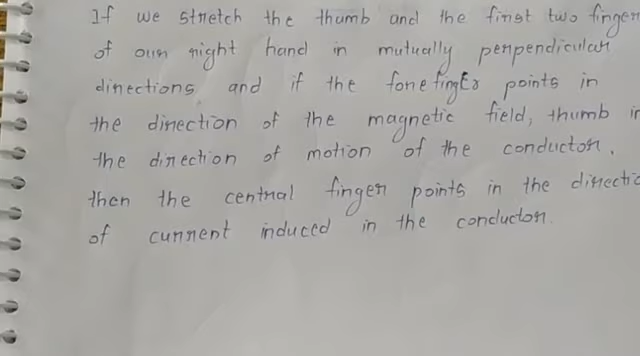 If we stretch the thumb and the first two finger
of our right hand in mutually perpendicular
directions and if the forefinger points in
the direction of the magnetic field, thumb in
the direction of motion of the conductor,
then the central finger points in the directio
of current induced in the conductor.